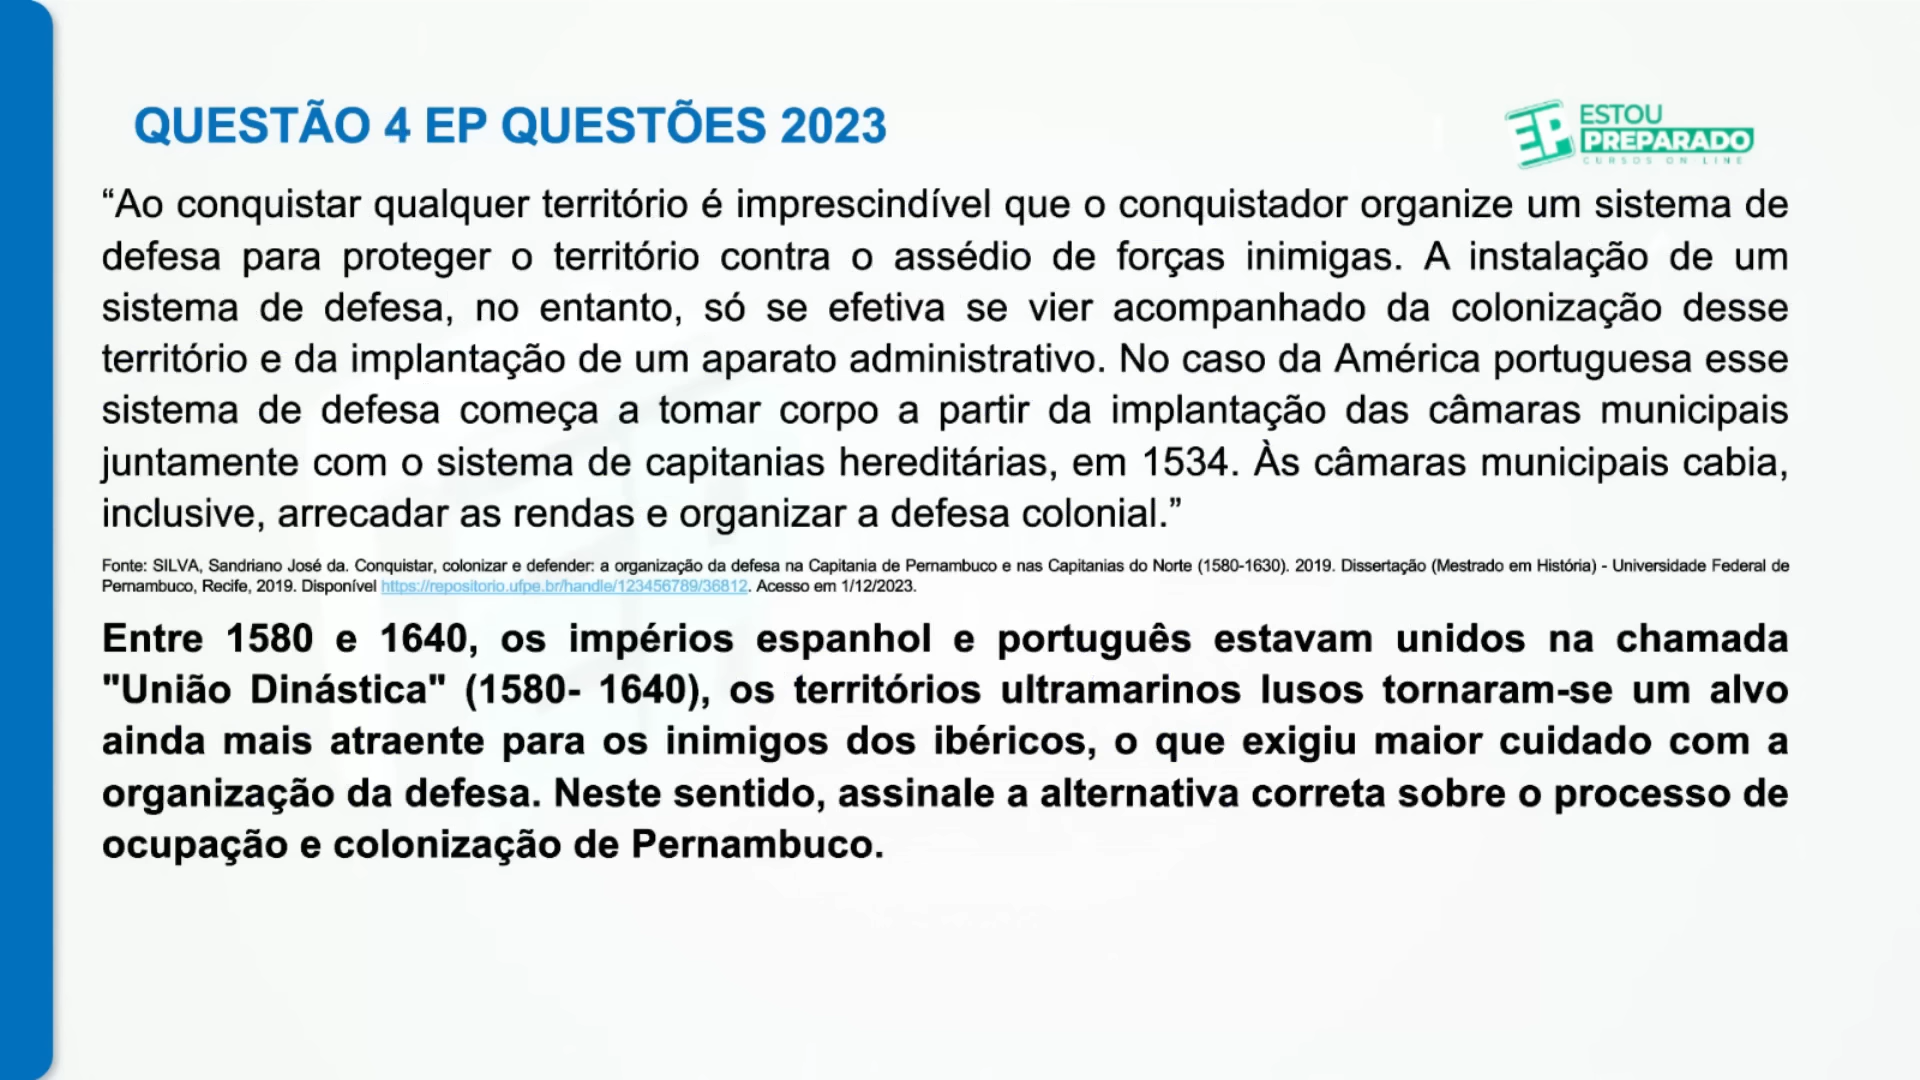 QUESTÃO 4 EP QUESTÕES 2023
ESTOU
EP PREPARADO
CURSOS ON-LINE
“Ao conquistar qualquer território é imprescindível que o conquistador organize um sistema de
defesa para proteger o território contra o assédio de forças inimigas. A instalação de um
sistema de defesa, no entanto, só se efetiva se vier acompanhado da colonização desse
território e da implantação de um aparato administrativo. No caso da América portuguesa esse
sistema de defesa começa a tomar corpo a partir da implantação das câmaras municipais
juntamente com o sistema de capitanias hereditárias, em 1534. Às câmaras municipais cabia,
inclusive, arrecadar as rendas e organizar a defesa colonial.”
Fonte: SILVA, Sandriano José da. Conquistar, colonizar e defender: a organização da defesa na Capitania de Pernambuco e nas Capitanias do Norte (1580-1630). 2019. Dissertação (Mestrado em História) - Universidade Federal de
Pernambuco, Recife, 2019. Disponível https://repositorio.ufpe.br/handle/123456789/36812. Acesso em 1/12/2023.
Entre 1580 e 1640, os impérios espanhol e português estavam unidos na chamada
"União Dinástica" (1580- 1640), os territórios ultramarinos lusos tornaram-se um alvo
ainda mais atraente para os inimigos dos ibéricos, o que exigiu maior cuidado com a
organização da defesa. Neste sentido, assinale a alternativa correta sobre o processo de
ocupação e colonização de Pernambuco.